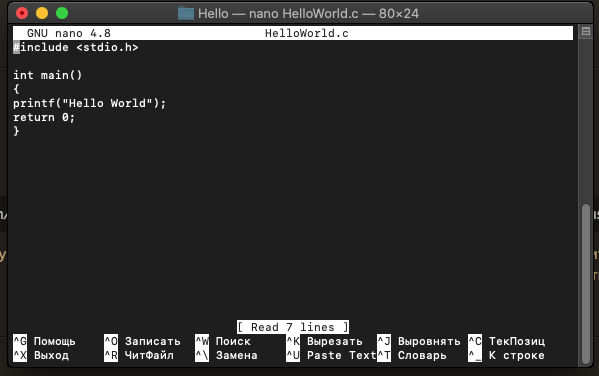 Hello — nano HelloWorld.c — 80×24
GNU nano 4.8 HelloWorld.c
#include <stdio.h>
int main()
{
printf("Hello World");
return 0;
}
[ Read 7 lines ]
^G Помощь ^O Записать ^W Поиск ^K Вырезать ^J Выровнять ^C ТекПозиц
^X Выход ^R ЧитФайл ^\ Замена ^U Paste Text ^T Словарь ^_ К строке